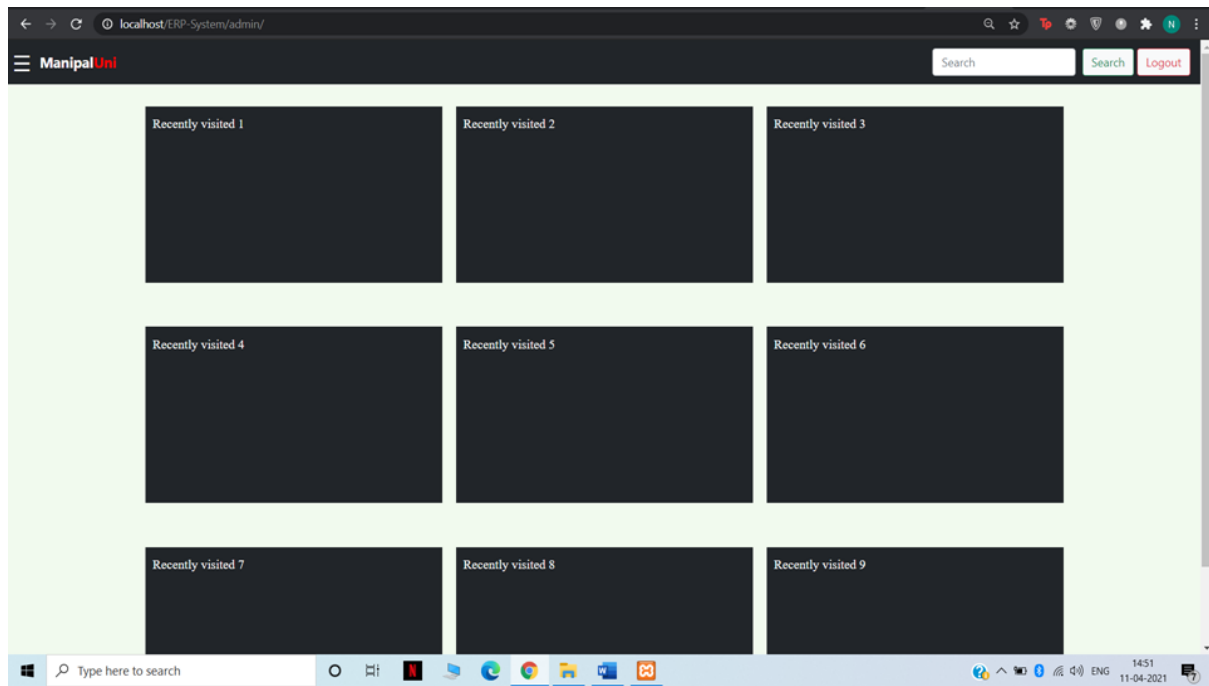 localhost/ERP-System/admin/
N
ManipalUni
Search
Search
Logout
Recently visited 1
Recently visited 2
Recently visited 3
Recently visited 4
Recently visited 5
Recently visited 6
Recently visited 7
Recently visited 8
Recently visited 9
Type here to search
N
ENG
14:51
11-04-2021